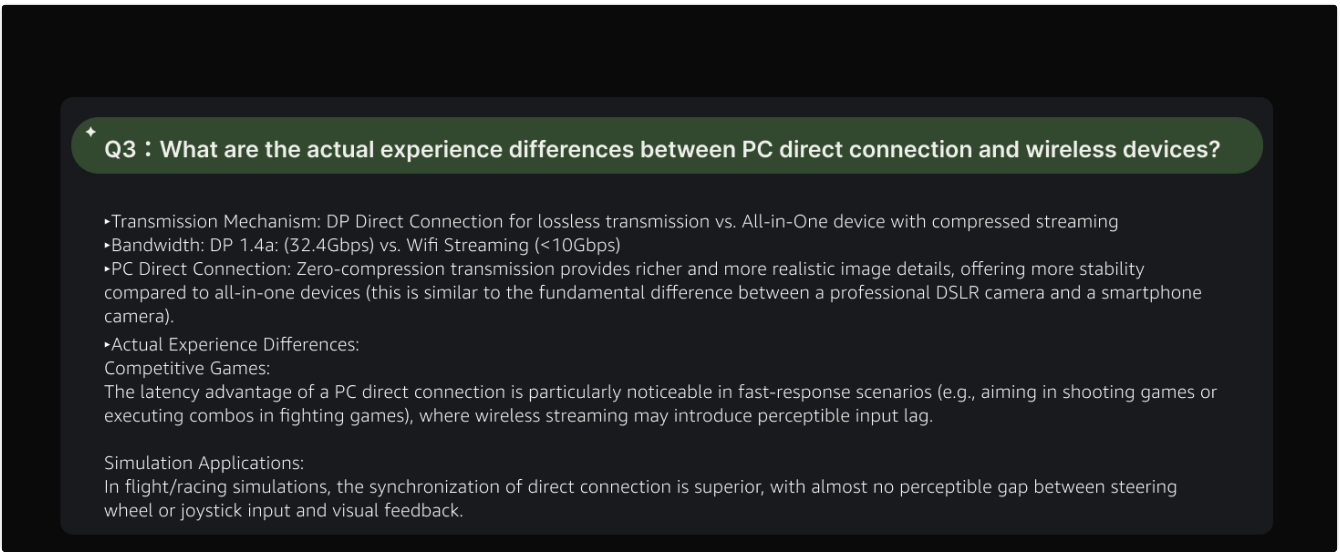 Q3：What are the actual experience differences between PC direct connection and wireless devices?
‣Transmission Mechanism: DP Direct Connection for lossless transmission vs. All-in-One device with compressed streaming
‣Bandwidth: DP 1.4a: (32.4Gbps) vs. Wifi Streaming (<10Gbps)
‣PC Direct Connection: Zero-compression transmission provides richer and more realistic image details, offering more stability
compared to all-in-one devices (this is similar to the fundamental difference between a professional DSLR camera and a smartphone
camera).
‣Actual Experience Differences:
Competitive Games:
The latency advantage of a PC direct connection is particularly noticeable in fast-response scenarios (e.g., aiming in shooting games or
executing combos in fighting games), where wireless streaming may introduce perceptible input lag.
Simulation Applications:
In flight/racing simulations, the synchronization of direct connection is superior, with almost no perceptible gap between steering
wheel or joystick input and visual feedback.